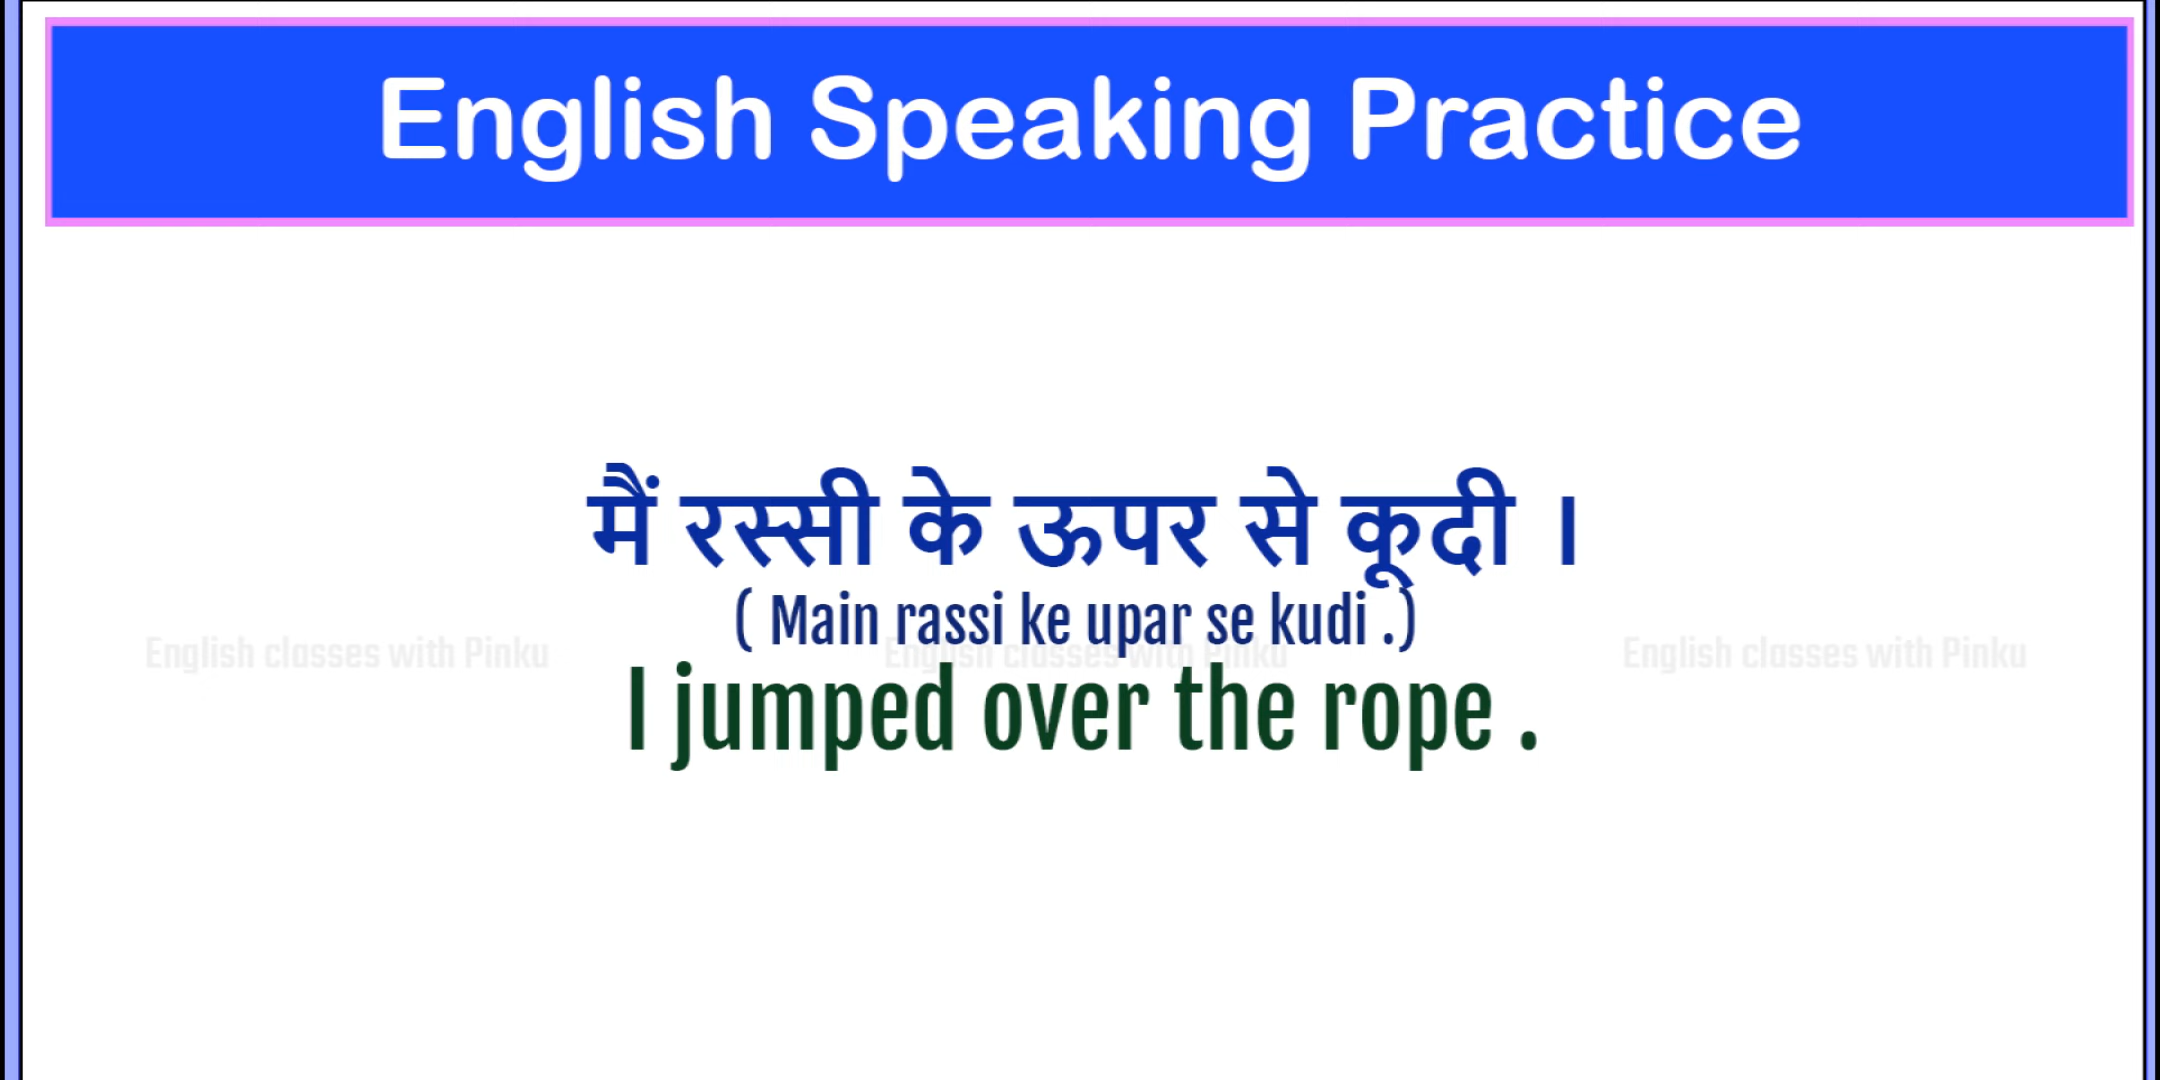 English Speaking Practice
मैं रस्सी के ऊपर से कूदी ।
( Main rassi ke upar se kudi .)
English classes with Pinku English classes with Pinku English classes with Pinku
I jumped over the rope .